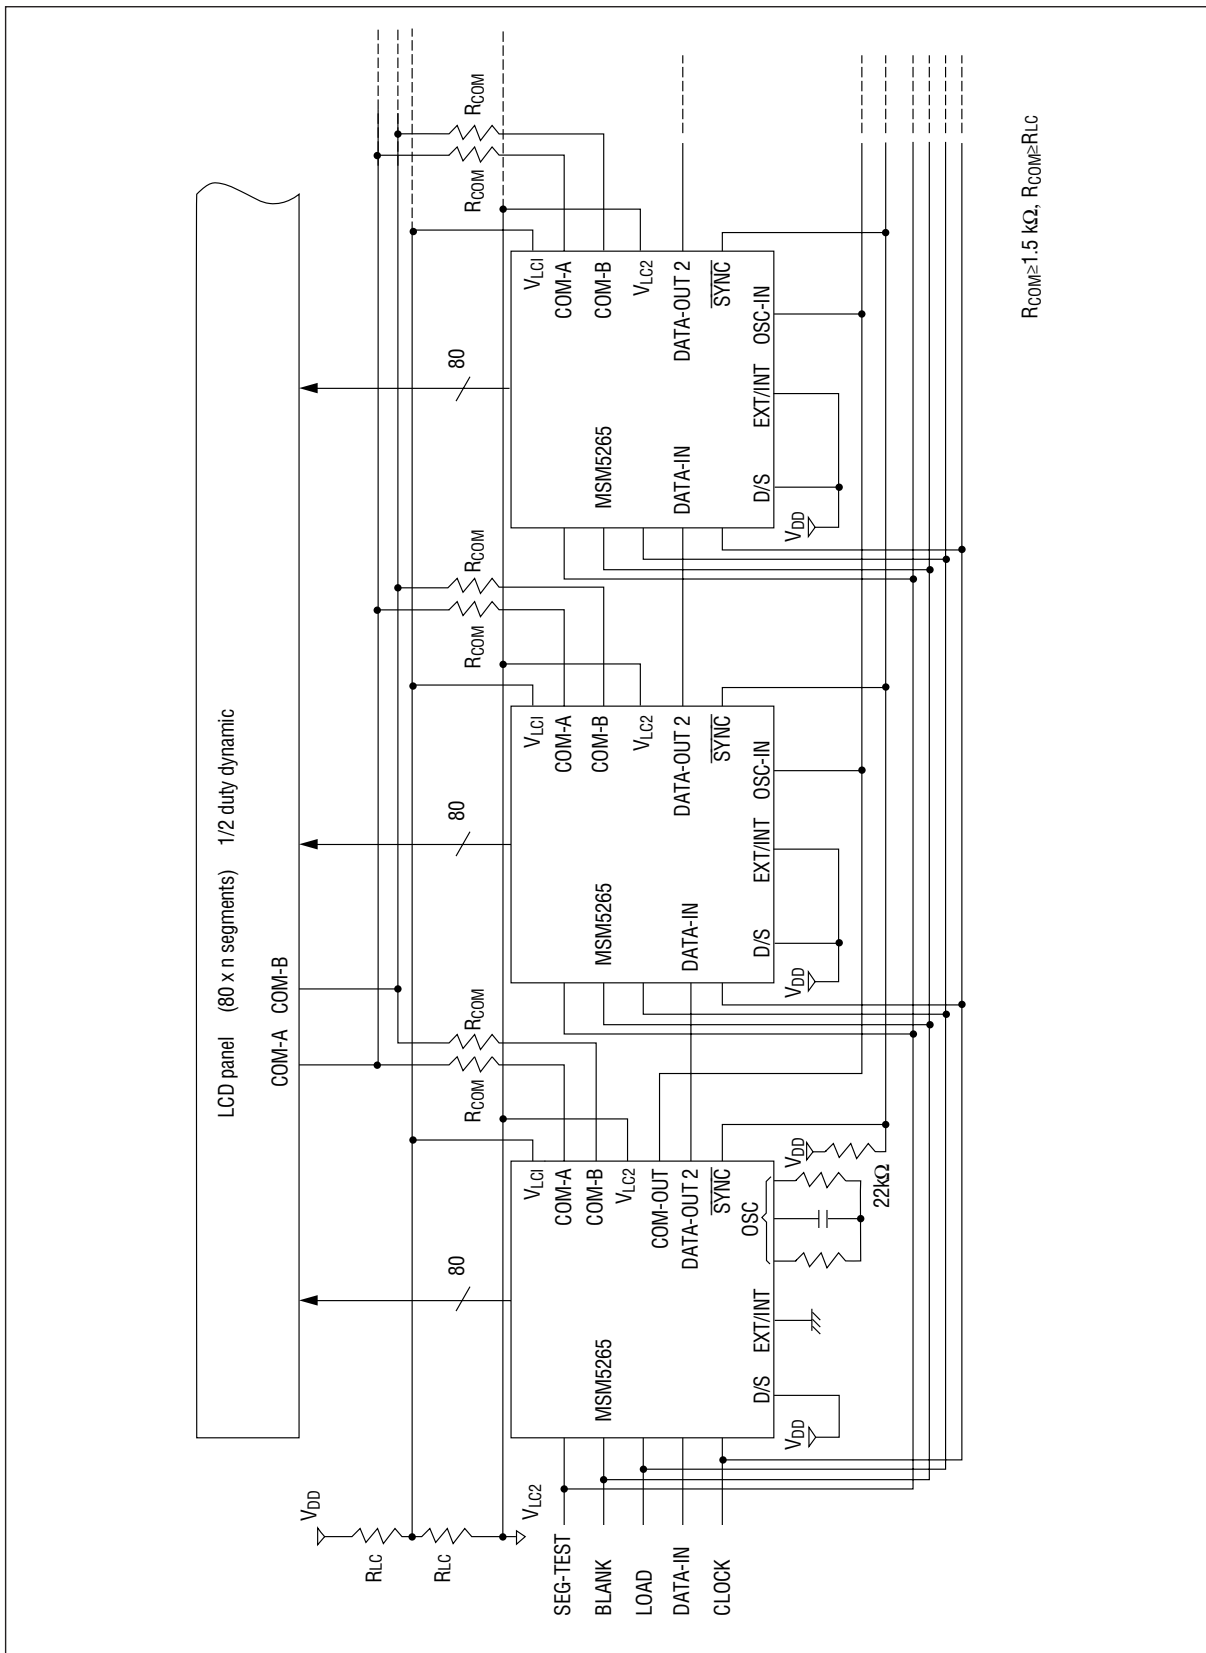 LCD panel (80 x n segments) 1/2 duty dynamic
COM-A COM-B
VDD
RLC
RLC
VLC2
RCOM
RCOM
RCOM
RCOM
RCOM
RCOM
80
80
80
SEG-TEST
BLANK
LOAD
DATA-IN
CLOCK
MSM5265
VLCI
COM-A
COM-B
VLC2
COM-OUT
DATA-OUT 2
SYNC
D/S
EXT/INT
OSC
VDD
VDD
22kΩ
MSM5265
DATA-IN
VLCI
COM-A
COM-B
VLC2
DATA-OUT 2
SYNC
D/S
EXT/INT
OSC-IN
VDD
MSM5265
DATA-IN
VLCI
COM-A
COM-B
VLC2
DATA-OUT 2
SYNC
D/S
EXT/INT
OSC-IN
VDD
RCOM≥1.5 kΩ, RCOM≥RLC